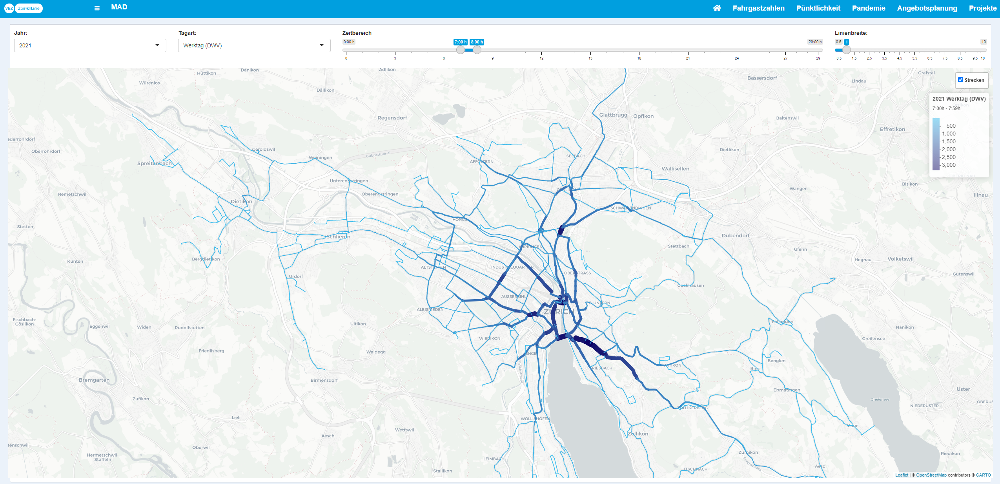 VBZ Züri Linie
MAD
Fahrgastzahlen
Pünktlichkeit
Pandemie
Angebotsplanung
Projekte
Jahr:
2021
Tagart:
Werktag (DWV)
Zeitbereich
0:00 h
7:00 h
8:00 h
29:00 h
0 3 6 9 12 15 18 21 24 27 29
Linienbreite:
0.5
1
10
0.5 1.5 2.5 3.5 4.5 5.5 6.5 7.5 8.5 9.5 10
Strecken
2021 Werktag (DWV)
7:00h - 7:59h
500
1,000
1,500
2,000
2,500
3,000
Dänikon
Adlikon
Hüttikon
Würenlos
Dällikon
Bassersdorf
Grafstal
Lindau
Regensdorf
Glattbrugg
Opfikon
Baltenswil
Effretikon
ederrohrdorf
Oberrohrdorf
Geroldswil
Weiningen
Gubristtunnel
AFFOLTERN
SEEBACH
Dietlikon
Spreitenbach
Wallisellen
OBERILLNAU
Unterengstringen
Bisikon
Remetschwil
Oberengstringen
OERLIKON
Wangen
Illnau
Dietikon
SCHWAMENDINGEN
HÖNGG
Stetten
Schlieren
Dübendorf
WIPKINGEN
Stettbach
Gfenn
Künten
Bergdietikon
Hegnau
Volketswil
ALTSTETTEN
INDUSTRIEQUARTIER
OBERSTRASS
Gutenswil
Urdorf
Gockhausen
AUSSERSIHL
FLUNTERN
ALBISRIEDEN
ZÜRICH
Fischbach-
Göslikon
Eggenwil
Widen
Rudolfstetten
Uitikon
Fällanden
Nänikon
WIEDIKON
Greifensee
Friedlisberg
Waldegg
ENGE
Benglen
RIESBACH
WITIKON
Binz
Bremgarten
Birmensdorf
Ebmatingen
Uster
Zufikon
Greifensee
OBERUS
NIEDERUSTER
ZOLLIKERBERG
Lieli
WOLLISHOFEN
Maur
Wettswil
Aesch
Zollikon
tenschwil
Oberwil
Zumikon
Hermetschwil-
Staffeln
Riedikon
LEIMBACH
Forchstrasse
Aesc
ITSCHNACH
Stallikon
Leaflet | © OpenStreetMap contributors © CARTO